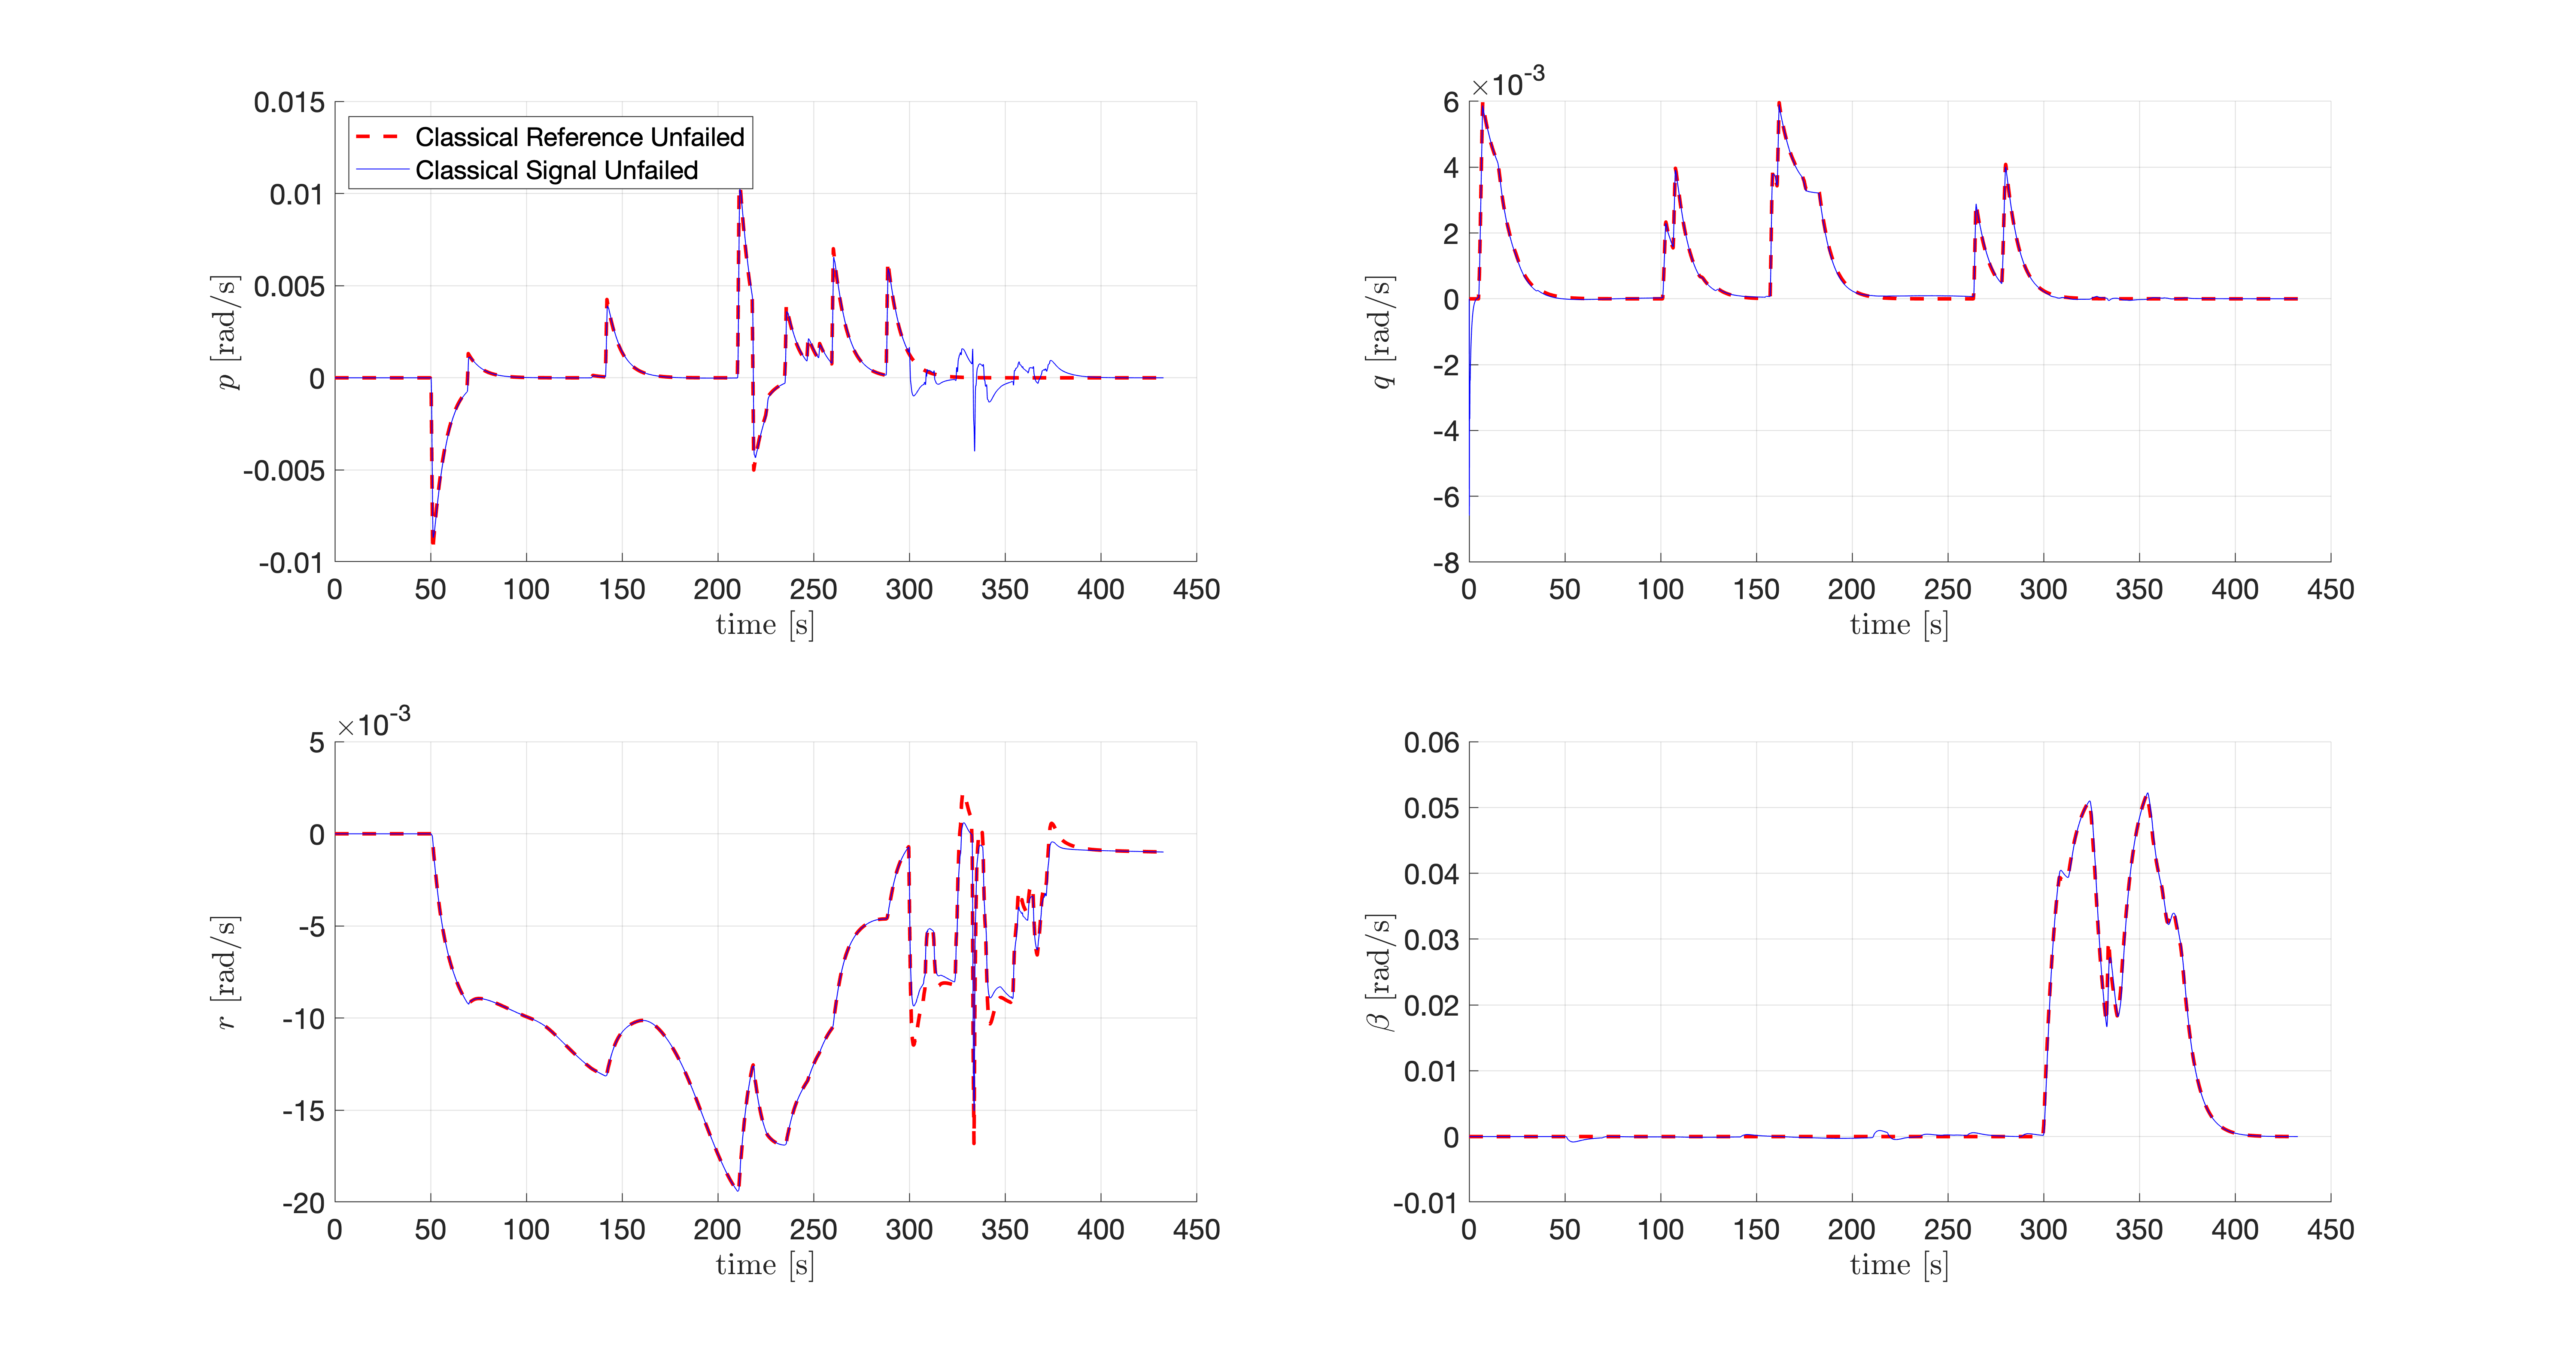 0.015
0.01
0.005
0
-0.005
-0.01
p [rad/s]
Classical Reference Unfailed
Classical Signal Unfailed
0 50 100 150 200 250 300 350 400 450
time [s]
×10-3
6
4
2
0
-2
-4
-6
-8
q [rad/s]
0 50 100 150 200 250 300 350 400 450
time [s]
×10-3
5
0
-5
-10
-15
-20
r [rad/s]
0 50 100 150 200 250 300 350 400 450
time [s]
0.06
0.05
0.04
0.03
0.02
0.01
0
-0.01
β [rad/s]
0 50 100 150 200 250 300 350 400 450
time [s]